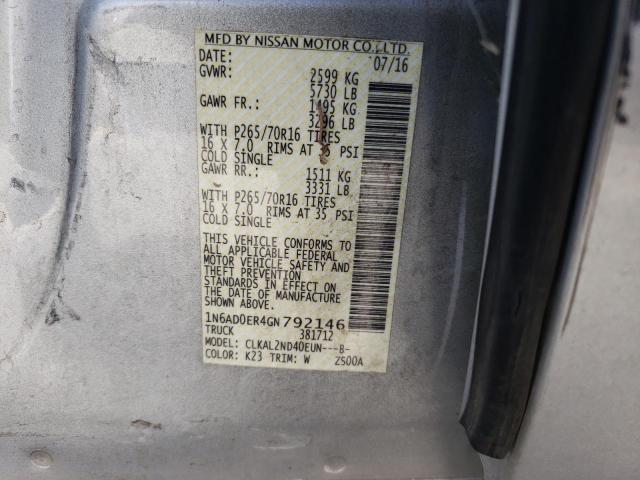 MFD BY NISSAN MOTOR CO., LTD.
DATE: 07/16
GVWR: 2599 KG
5730 LB
GAWR FR.: 1495 KG
3296 LB
WITH P265/70R16 TIRES
16 X 7.0 RIMS AT 35 PSI
COLD SINGLE
GAWR RR.: 1511 KG
3331 LB
WITH P265/70R16 TIRES
16 X 7.0 RIMS AT 35 PSI
COLD SINGLE
THIS VEHICLE CONFORMS TO
ALL APPLICABLE FEDERAL
MOTOR VEHICLE SAFETY AND
THEFT PREVENTION
STANDARDS IN EFFECT ON
THE DATE OF MANUFACTURE
SHOWN ABOVE.
1N6AD0ER4GN792146
TRUCK 381712
MODEL: CLKAL2ND40EUN---B-
COLOR: K23 TRIM: W ZS00A